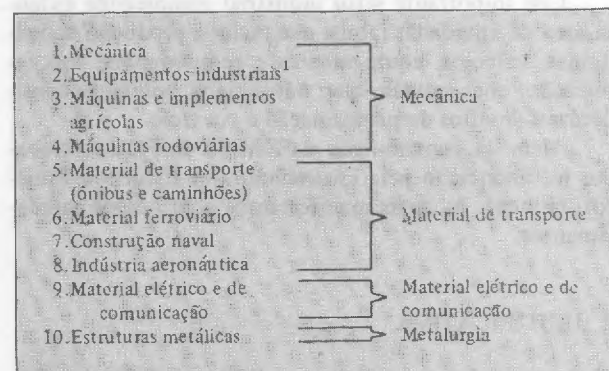 1. Mecânica
2. Equipamentos industriais¹
3. Máquinas e implementos
agrícolas
4. Máquinas rodoviárias
Mecânica
5. Material de transporte
(ônibus e caminhões)
6. Material ferroviário
7. Construção naval
8. Indústria aeronáutica
Material de transporte
9. Material elétrico e de
comunicação
Material elétrico e de
comunicação
10. Estruturas metálicas
Metalurgia